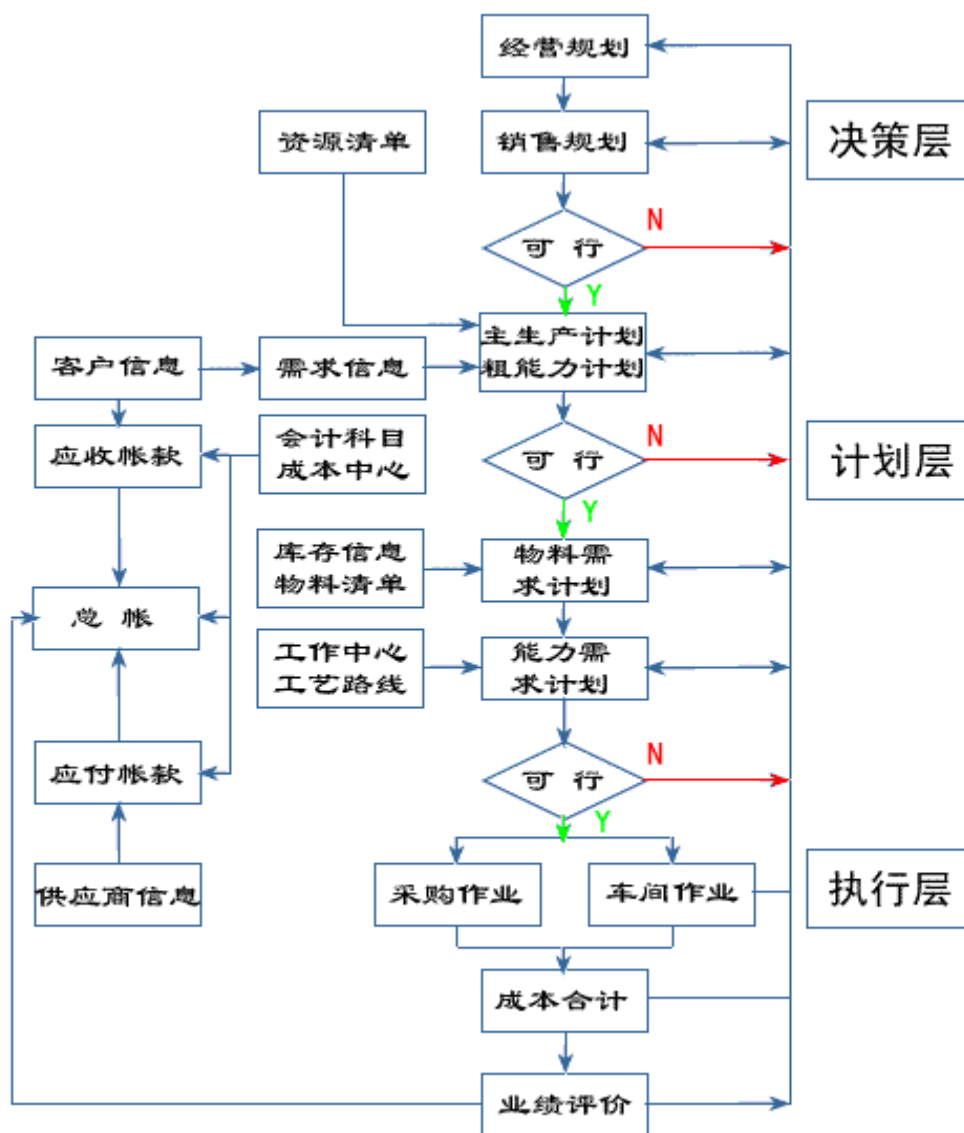 经营规划
资源清单
销售规划
决策层
可 行
N
Y
主生产计划
粗能力计划
客户信息
需求信息
应收帐款
会计科目
成本中心
可 行
N
计划层
Y
库存信息
物料清单
物料需
求计划
总 帐
工作中心
工艺路线
能力需
求计划
应付帐款
可 行
N
Y
供应商信息
采购作业
车间作业
执行层
成本合计
业绩评价